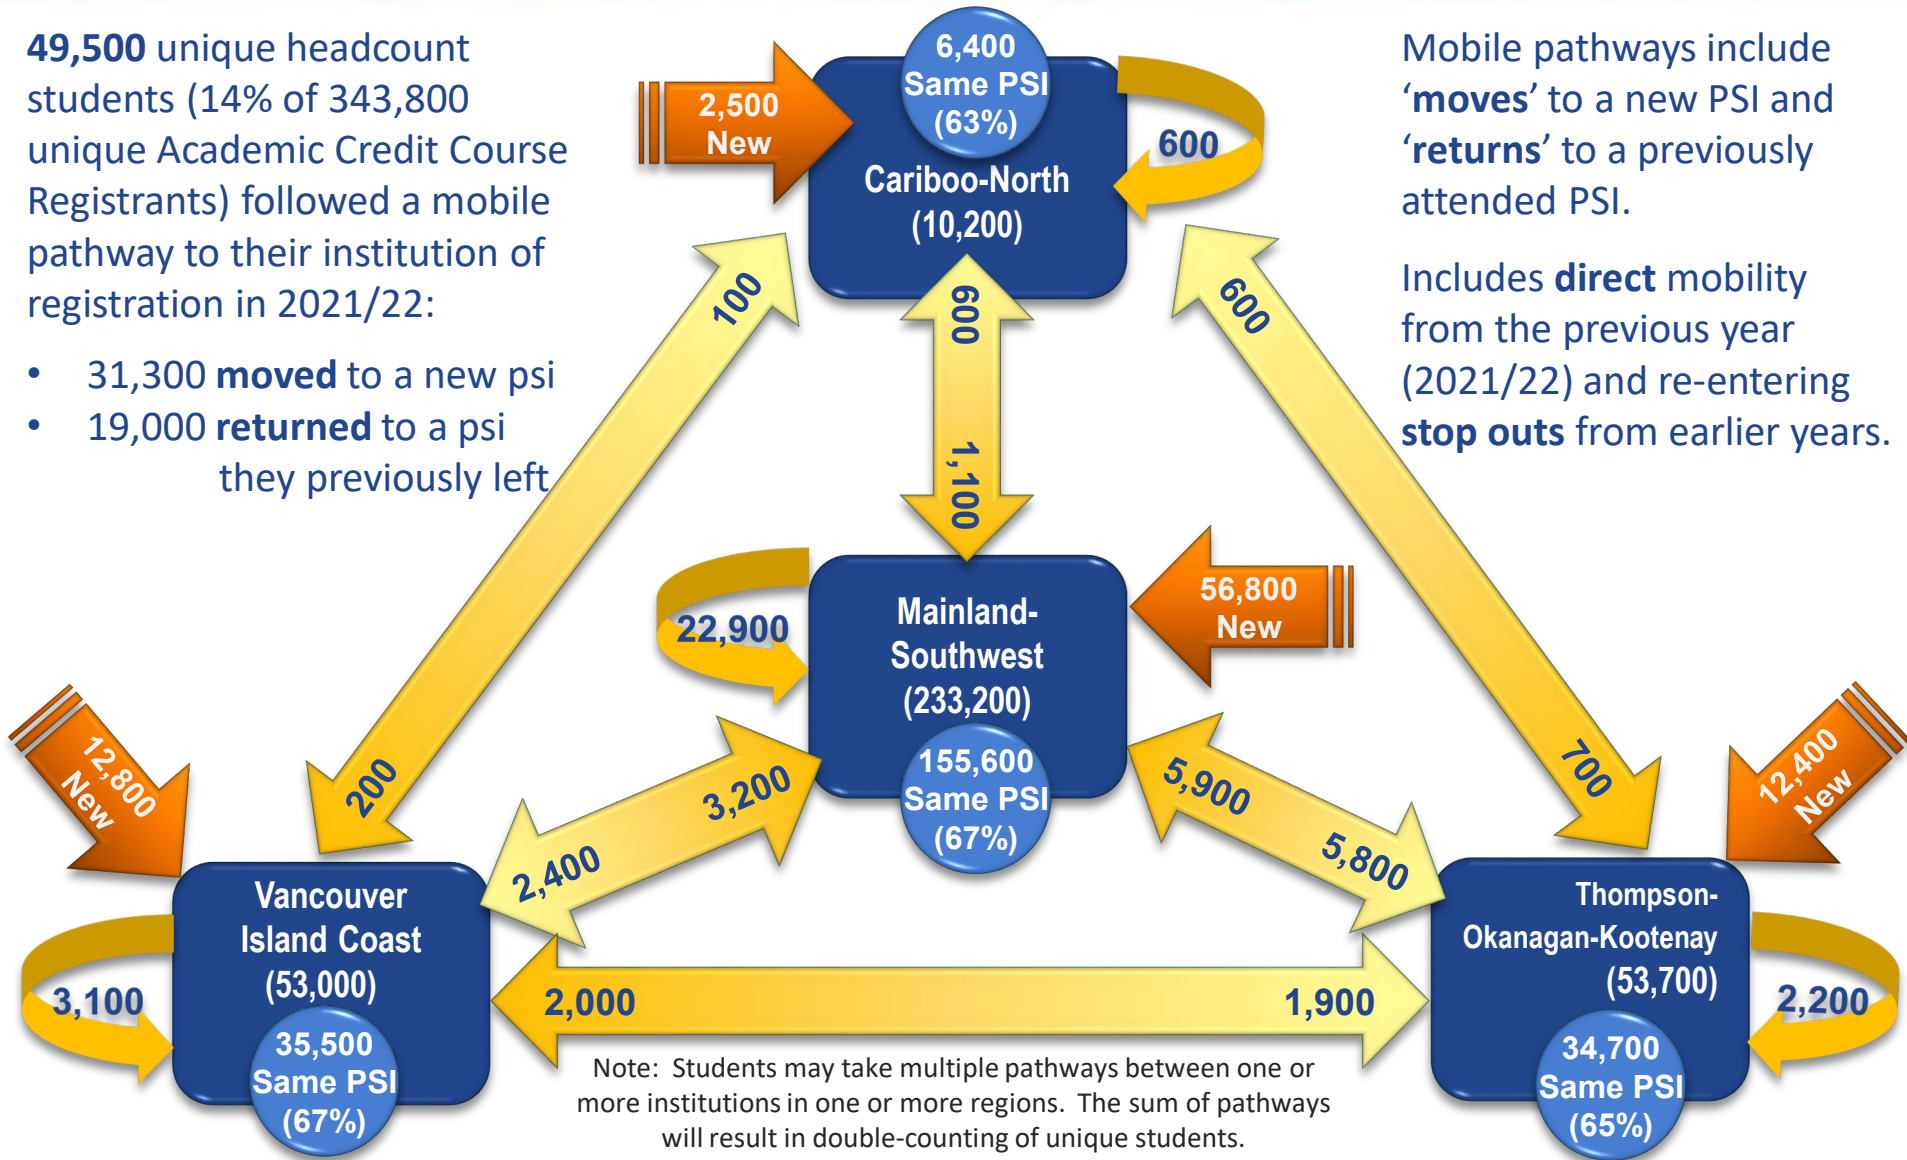 49,500 unique headcount
students (14% of 343,800
unique Academic Credit Course
Registrants) followed a mobile
pathway to their institution of
registration in 2021/22:
• 31,300 moved to a new psi
• 19,000 returned to a psi
they previously left
Mobile pathways include
‘moves’ to a new PSI and
‘returns’ to a previously
attended PSI.
Includes direct mobility
from the previous year
(2021/22) and re-entering
stop outs from earlier years.
2,500
New
6,400
Same PSI
(63%)
Cariboo-North
(10,200)
600
100
200
600
1,100
600
700
22,900
Mainland-
Southwest
(233,200)
155,600
Same PSI
(67%)
56,800
New
12,800
New
3,200
2,400
5,900
5,800
12,400
New
Vancouver
Island Coast
(53,000)
35,500
Same PSI
(67%)
3,100
2,000
1,900
Thompson-
Okanagan-Kootenay
(53,700)
34,700
Same PSI
(65%)
2,200
Note: Students may take multiple pathways between one or
more institutions in one or more regions. The sum of pathways
will result in double-counting of unique students.